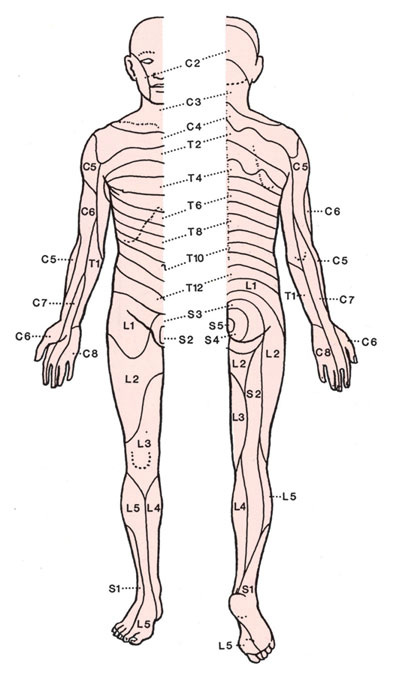 C2
C3
C4
T2
C5 C5
T4
C6 T6 C6
T8
C5 T1 T10 C5
C7 T12 L1 T1 C7
S3
L1 S5
C6 S2 S4 C6
C8 C8
L2 L2 L2
S2
L3 L3
L5 L4 L4 L5
S1 S1
L5
L5